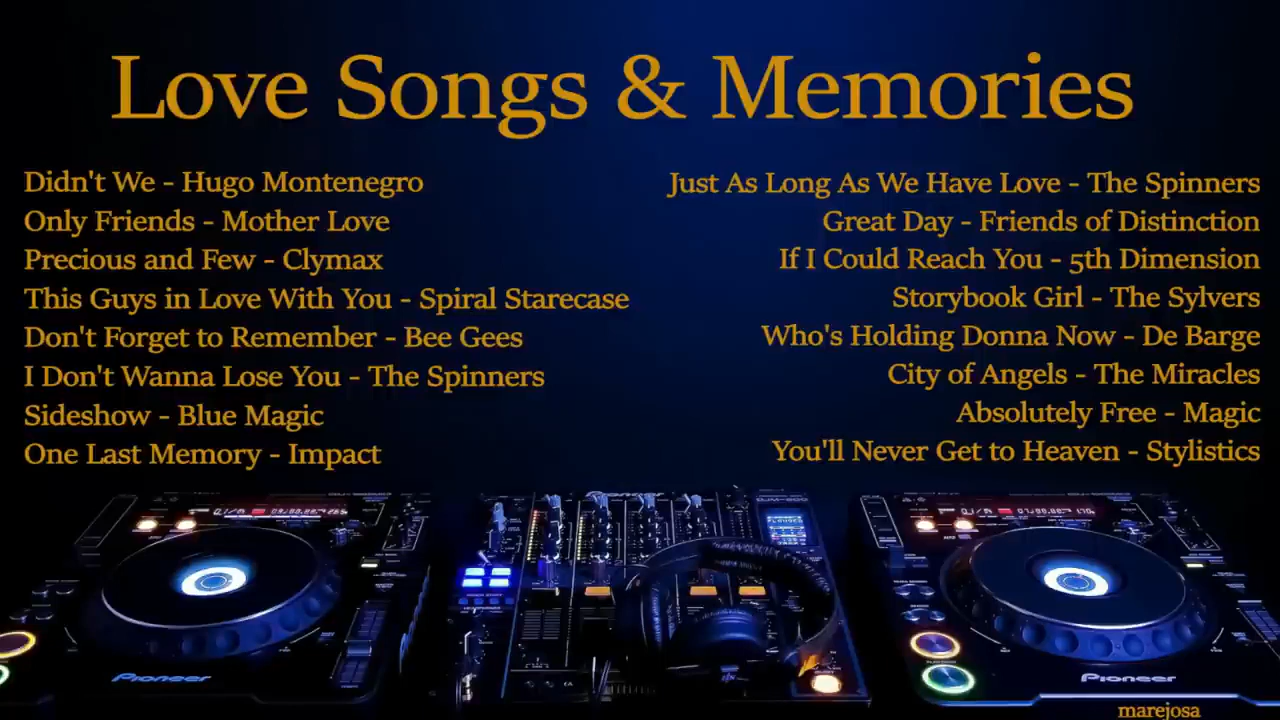 Love Songs & Memories
Didn't We - Hugo Montenegro
Only Friends - Mother Love
Precious and Few - Clymax
This Guys in Love With You - Spiral Starecase
Don't Forget to Remember - Bee Gees
I Don't Wanna Lose You - The Spinners
Sideshow - Blue Magic
One Last Memory - Impact
Just As Long As We Have Love - The Spinners
Great Day - Friends of Distinction
If I Could Reach You - 5th Dimension
Storybook Girl - The Sylvers
Who's Holding Donna Now - De Barge
City of Angels - The Miracles
Absolutely Free - Magic
You'll Never Get to Heaven - Stylistics
Pioneer
Pioneer
Pioneer
marejosa